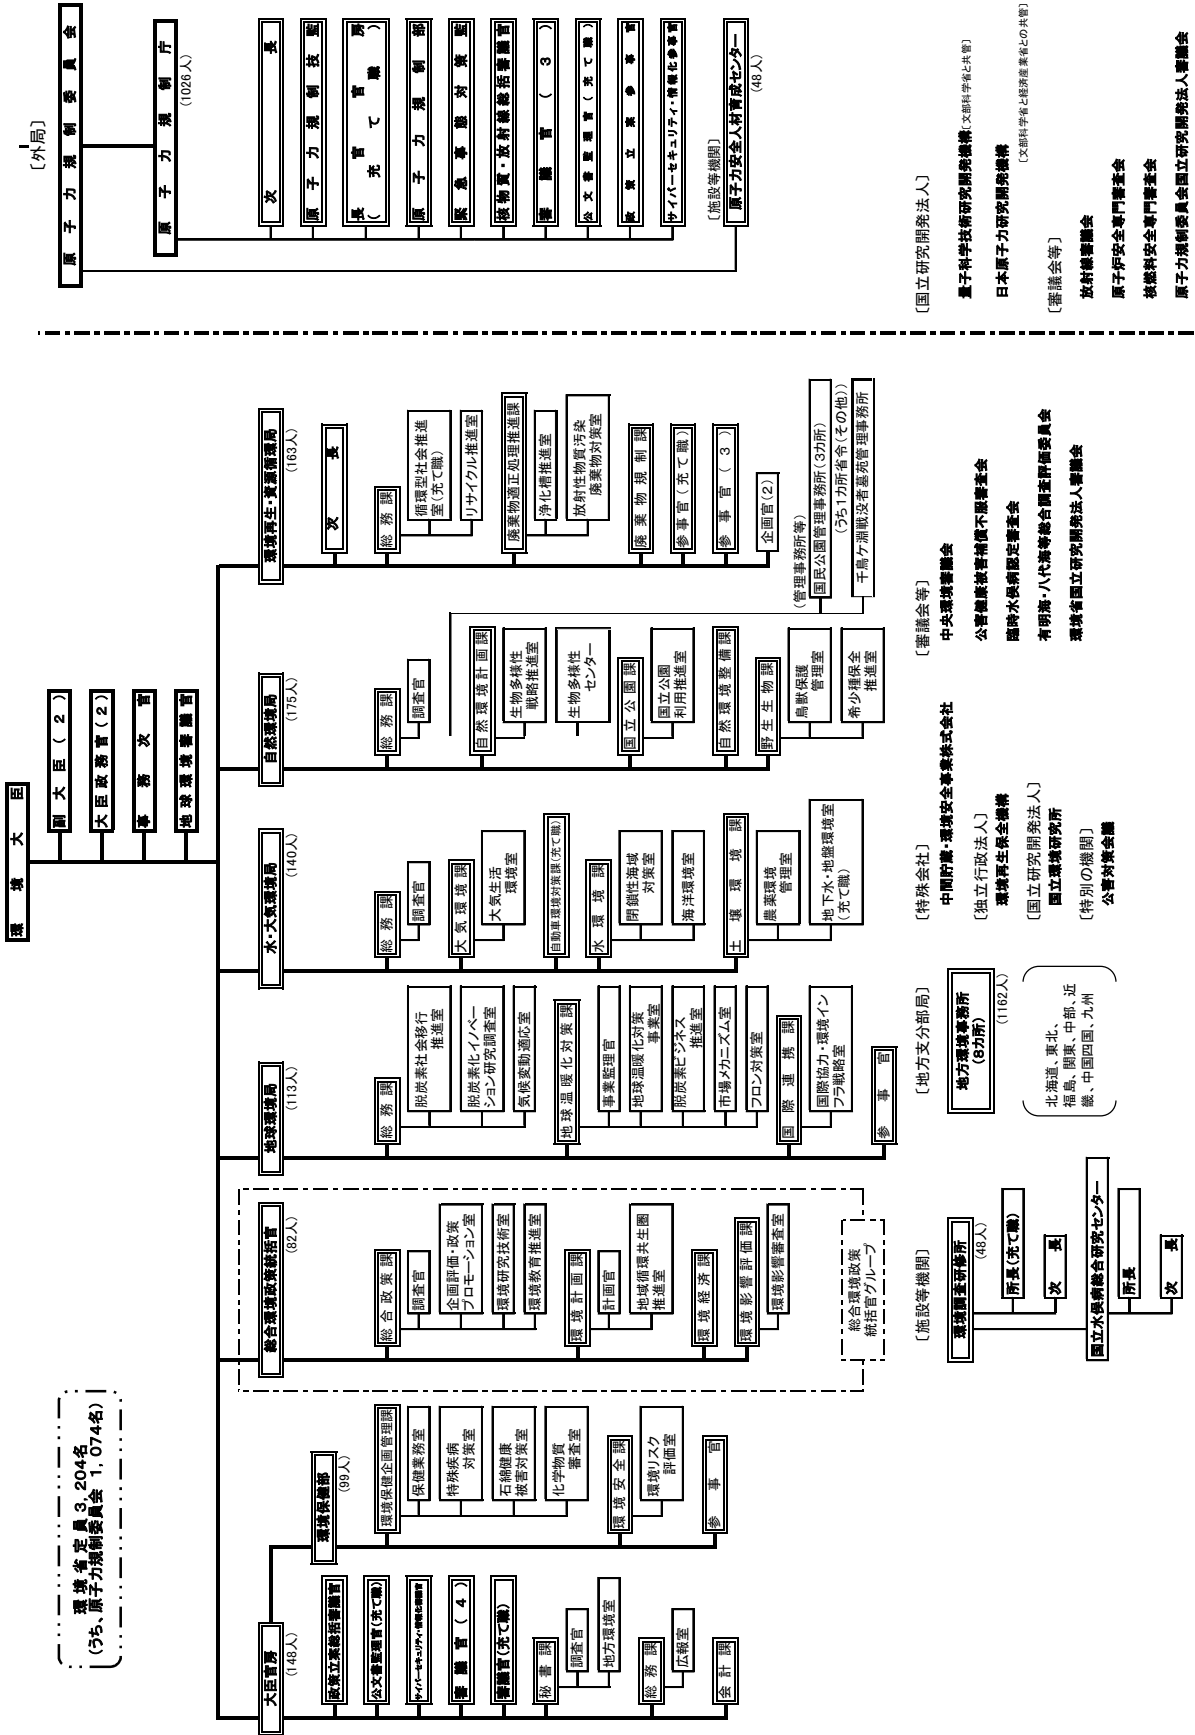 環境省定員3,204名
(うち、原子力規制委員会 1,074名)
環境大臣
副大臣(2)
大臣政務官(2)
事務次官
地球環境審議官
大臣官房
(148人)
政策立案総括審議官
公文書監理官(充て職)
サイバーセキュリティ・情報化審議官
審議官(4)
審議官(充て職)
秘書課
調査官
地方環境室
総務課
広報室
会計課
環境保健部
(99人)
環境保健企画管理課
保健業務室
特殊疾病
対策室
石綿健康
被害対策室
化学物質
審査室
環境安全課
環境リスク
評価室
参事官
総合環境政策統括官
(82人)
総合政策課
調査官
企画評価・政策
プロモーション室
環境研究技術室
環境教育推進室
環境計画課
計画官
地域循環共生圏
推進室
環境経済課
環境影響評価課
環境影響審査室
総合環境政策
統括官グループ
地球環境局
(113人)
総務課
脱炭素社会移行
推進室
脱炭素化イノベー
ション研究調査室
気候変動適応室
地球温暖化対策課
事業監理官
地球温暖化対策
事業室
脱炭素ビジネス
推進室
市場メカニズム室
フロン対策室
国際連携課
国際協力・環境イン
フラ戦略室
参事官
水・大気環境局
(140人)
総務課
調査官
大気環境課
大気生活
環境室
自動車環境対策課(充て職)
水環境課
閉鎖性海域
対策室
海洋環境室
土壌環境課
農薬環境
管理室
地下水・地盤環境室
(充て職)
自然環境局
(175人)
総務課
調査官
自然環境計画課
生物多様性
戦略推進室
生物多様性
センター
国立公園課
国立公園
利用推進室
自然環境整備課
野生生物課
鳥獣保護
管理室
希少種保全
推進室
(管理事務所等)
国民公園管理事務所(3カ所)
(うち1カ所省令(その他))
千鳥ケ淵戦没者墓苑管理事務所
環境再生・資源循環局
(163人)
次長
総務課
循環型社会推進
室(充て職)
リサイクル推進室
廃棄物適正処理推進課
浄化槽推進室
放射性物質汚染
廃棄物対策室
廃棄物規制課
参事官(充て職)
参事官(3)
企画官(2)
[施設等機関]
環境調査研修所
(48人)
所長(充て職)
次長
国立水俣病総合研究センター
所長
次長
[地方支分部局]
地方環境事務所
(8カ所)
(1162人)
北海道、東北、
福島、関東、中部、近
畿、中国四国、九州
[特殊会社]
中間貯蔵・環境安全事業株式会社
[独立行政法人]
環境再生保全機構
[国立研究開発法人]
国立環境研究所
[特別の機関]
公害対策会議
[審議会等]
中央環境審議会
公害健康被害補償不服審査会
臨時水俣病認定審査会
有明海・八代海等総合調査評価委員会
環境省国立研究開発法人審議会
[外局]
原子力規制委員会
原子力規制庁
(1026人)
次長
原子力規制技監
長官官房
(充て官職)
原子力規制部
緊急事態対策監
核物質・放射線総括審議官
審議官(3)
公文書監理官(充て職)
政策立案参事官
サイバーセキュリティ・情報化参事官
[施設等機関]
原子力安全人材育成センター
(48人)
[国立研究開発法人]
量子科学技術研究開発機構[文部科学省と共管]
日本原子力研究開発機構
[文部科学省と経済産業省との共管]
[審議会等]
放射線審議会
原子炉安全専門審査会
核燃料安全専門審査会
原子力規制委員会国立研究開発法人審議会